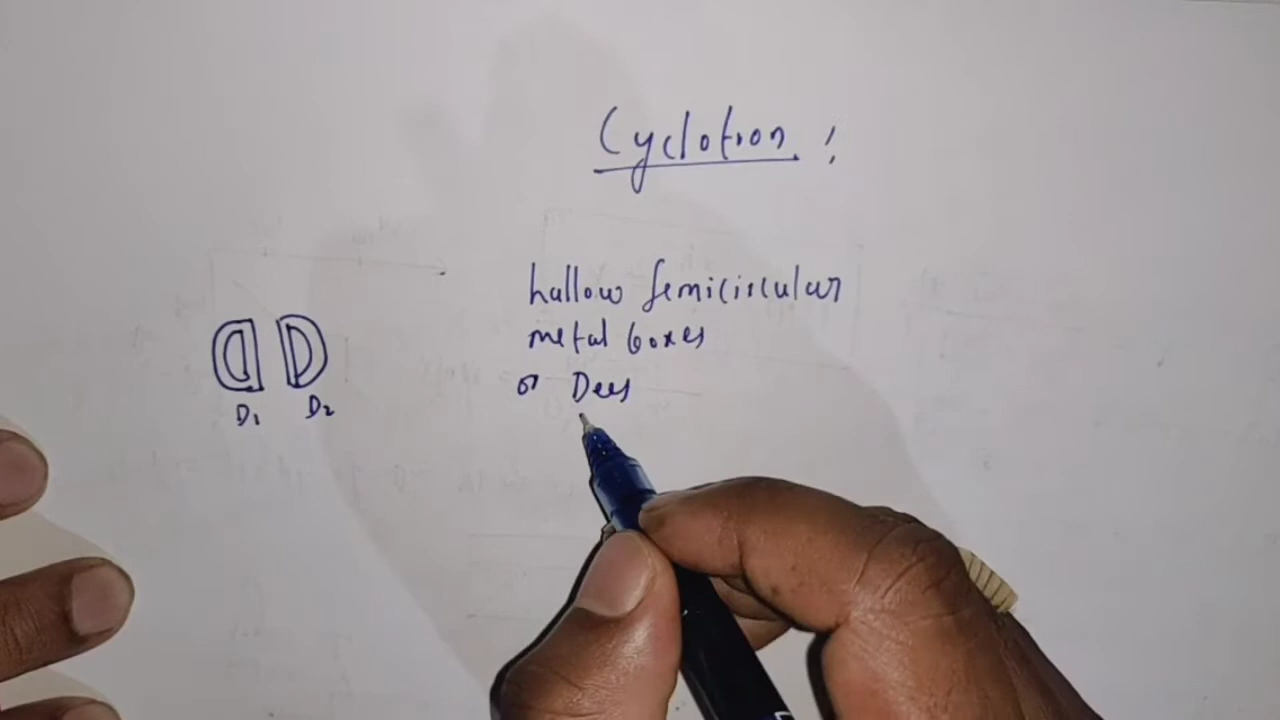 Cyclotron :
hallow semicircular
metal boxes
or Dees
D1 D2